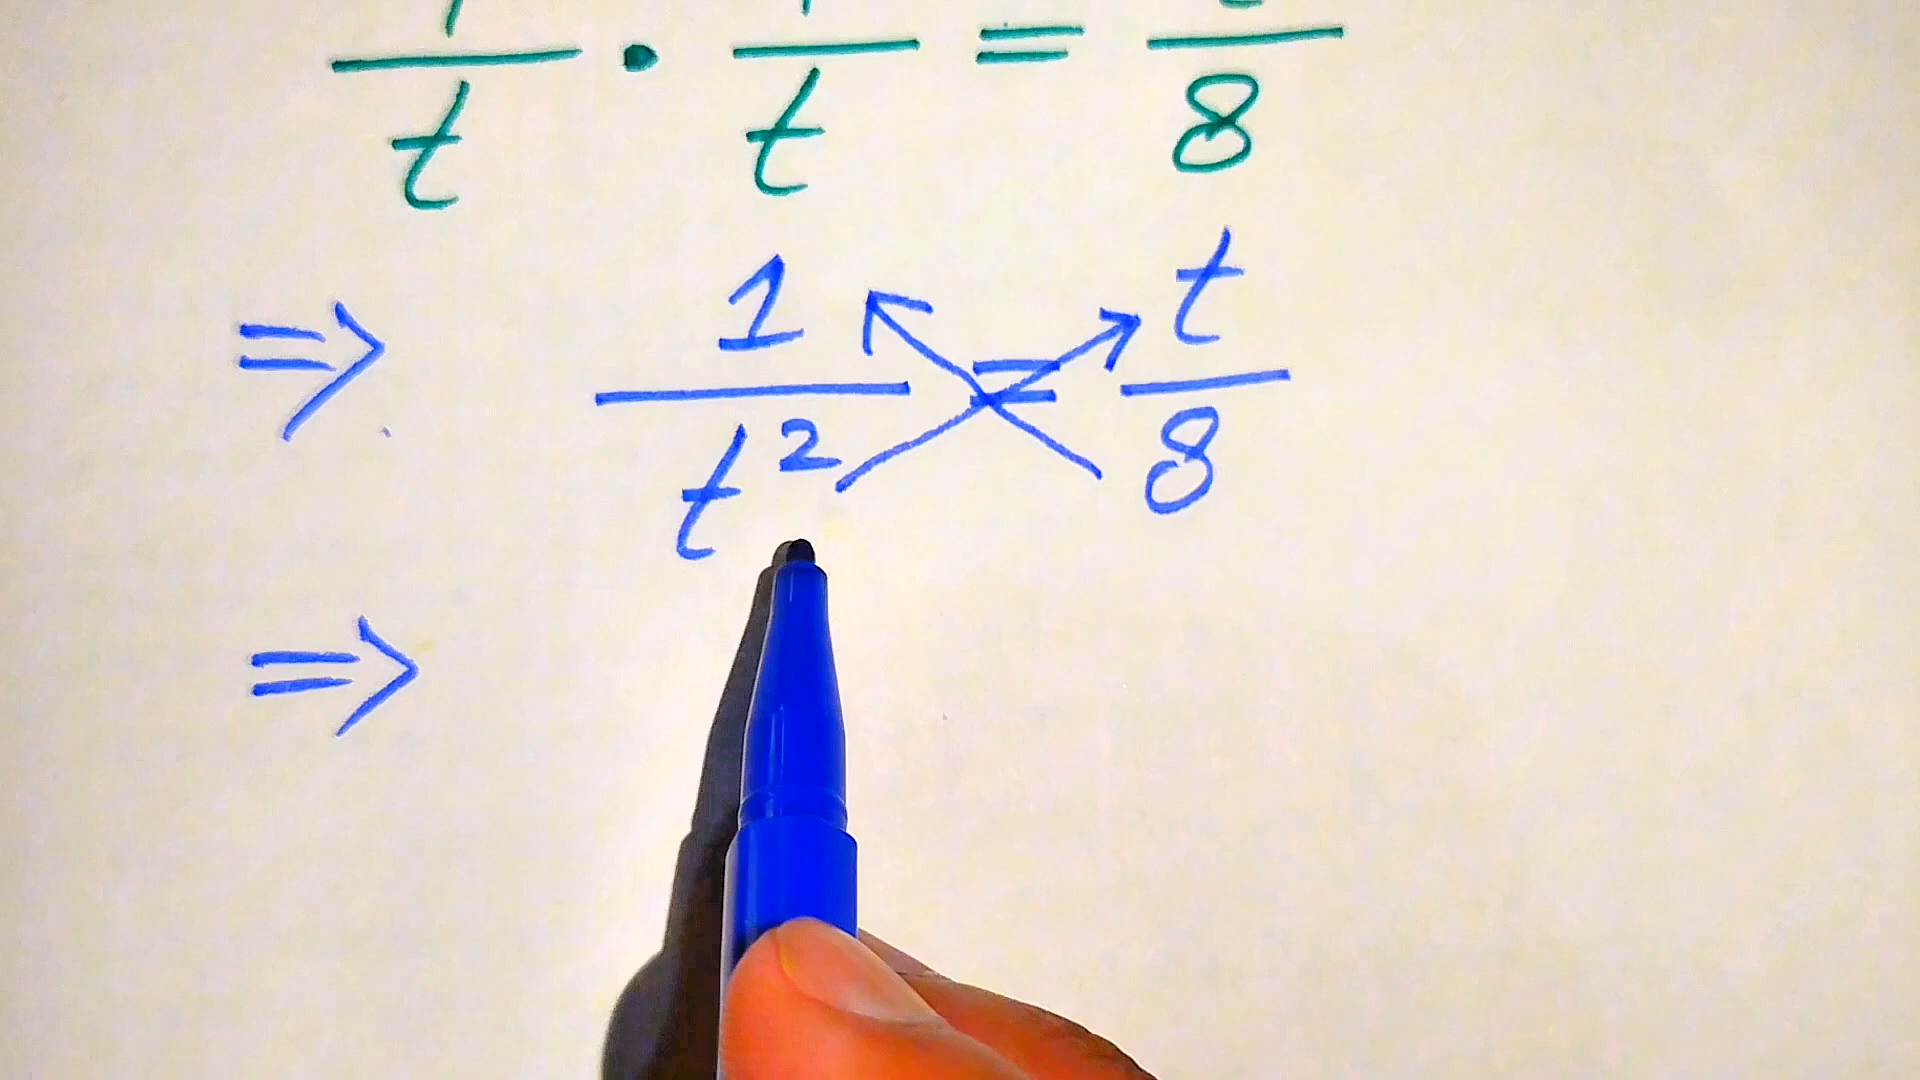 /t · /t = /8
⇒ 1/t² = t/8
⇒